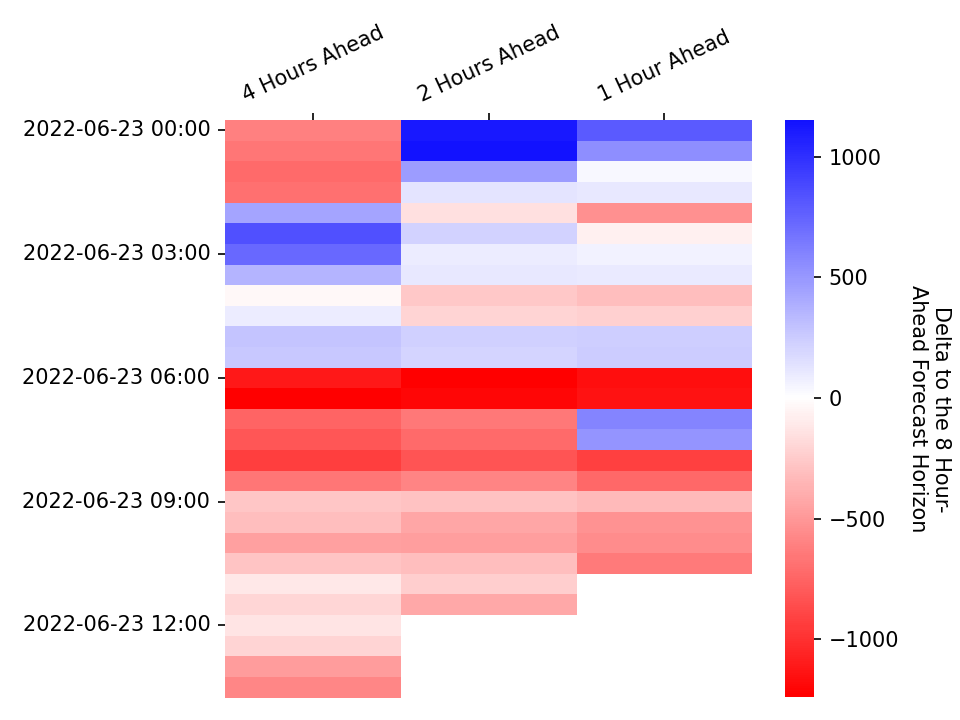 4 Hours Ahead
2 Hours Ahead
1 Hour Ahead
2022-06-23 00:00
2022-06-23 03:00
2022-06-23 06:00
2022-06-23 09:00
2022-06-23 12:00
1000
500
0
−500
−1000
Delta to the 8 Hour-
Ahead Forecast Horizon